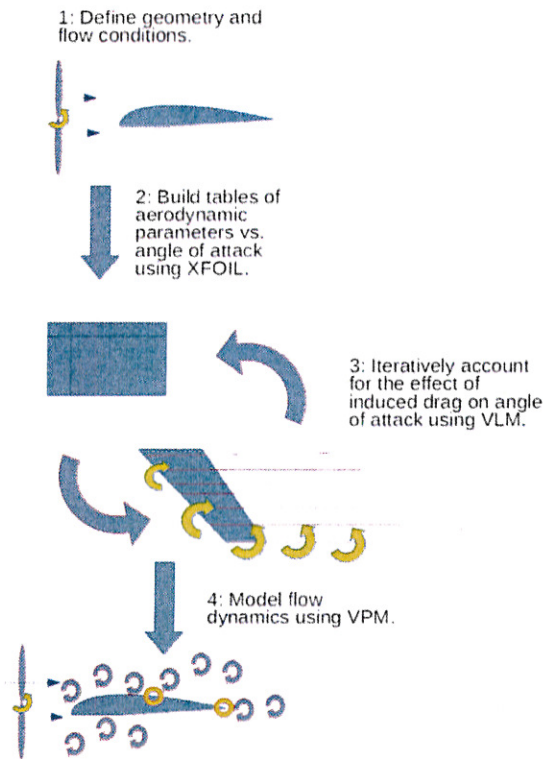 1: Define geometry and
flow conditions.
2: Build tables of
aerodynamic
parameters vs.
angle of attack
using XFOIL.
3: Iteratively account
for the effect of
induced drag on angle
of attack using VLM.
4: Model flow
dynamics using VPM.